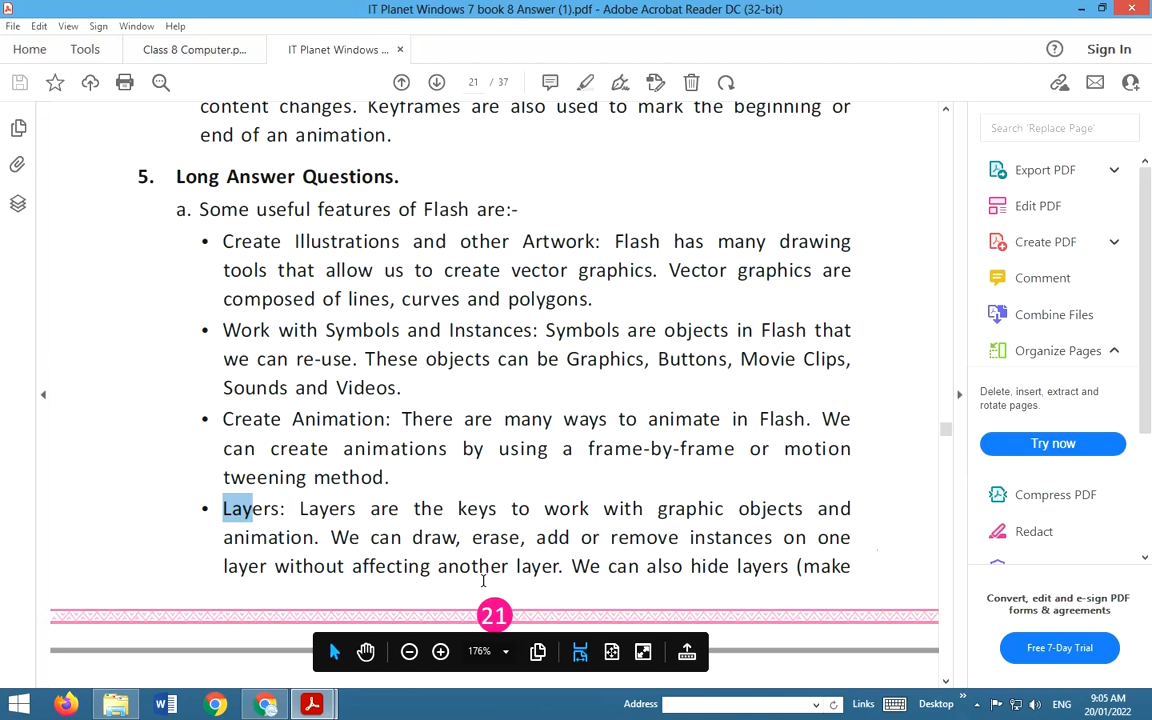 IT Planet Windows 7 book 8 Answer (1).pdf - Adobe Acrobat Reader DC (32-bit)
File Edit View Sign Window Help
Home Tools Class 8 Computer.p... IT Planet Windows ... × Sign In
21 / 37
content changes. Keyframes are also used to mark the beginning or
end of an animation.
5. Long Answer Questions.
a. Some useful features of Flash are:-
• Create Illustrations and other Artwork: Flash has many drawing
tools that allow us to create vector graphics. Vector graphics are
composed of lines, curves and polygons.
• Work with Symbols and Instances: Symbols are objects in Flash that
we can re-use. These objects can be Graphics, Buttons, Movie Clips,
Sounds and Videos.
• Create Animation: There are many ways to animate in Flash. We
can create animations by using a frame-by-frame or motion
tweening method.
• Layers: Layers are the keys to work with graphic objects and
animation. We can draw, erase, add or remove instances on one
layer without affecting another layer. We can also hide layers (make
21
176%
Search 'Replace Page'
Export PDF
Edit PDF
Create PDF
Comment
Combine Files
Organize Pages
Delete, insert, extract and
rotate pages.
Try now
Compress PDF
Redact
Convert, edit and e-sign PDF
forms & agreements
Free 7-Day Trial
Address Links Desktop ENG
9:05 AM
20/01/2022